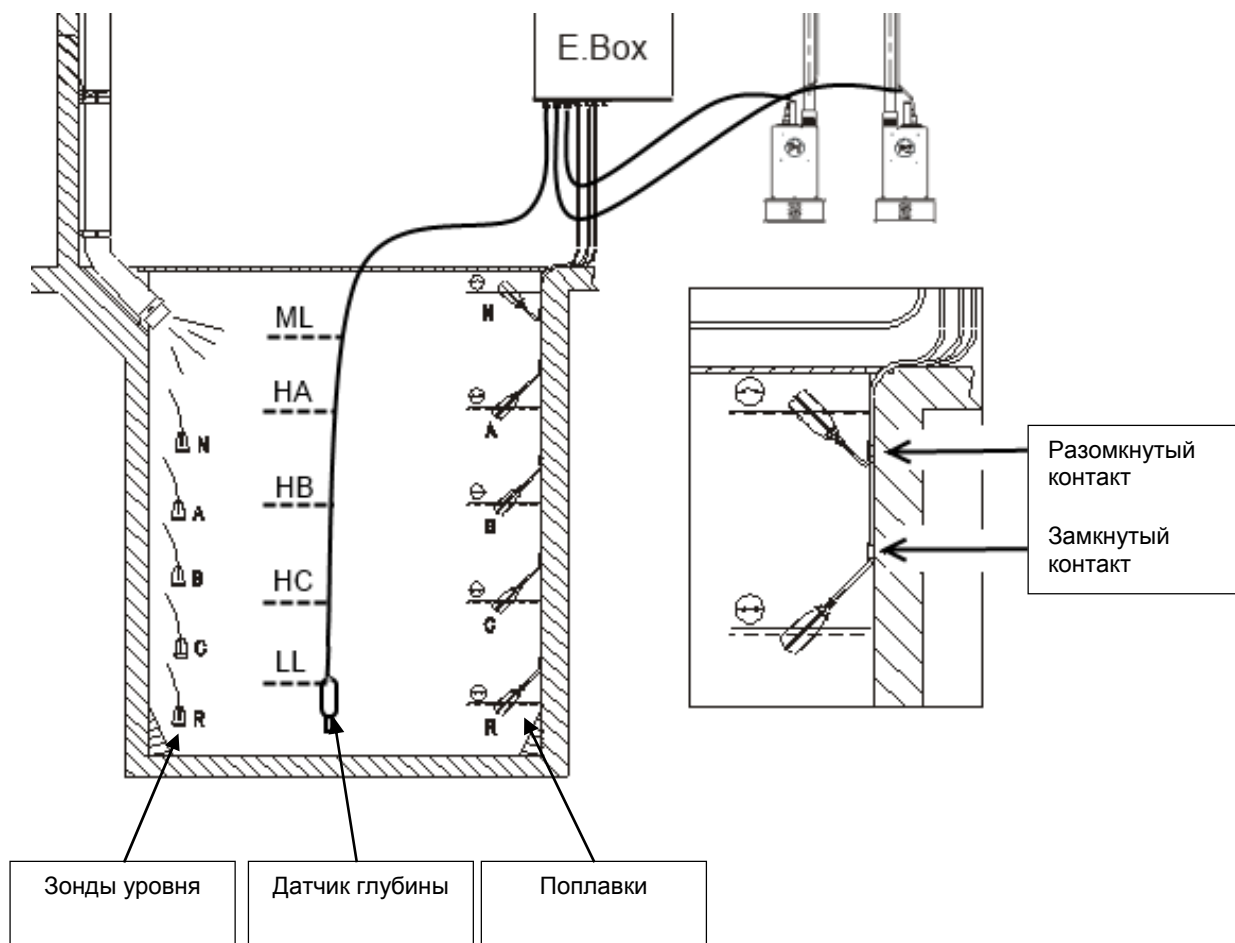 E.Box
ML
HA
HB
HC
LL
N
A
B
C
R
N
A
B
C
R
Разомкнутый
контакт
Замкнутый
контакт
Зонды уровня
Датчик глубины
Поплавки